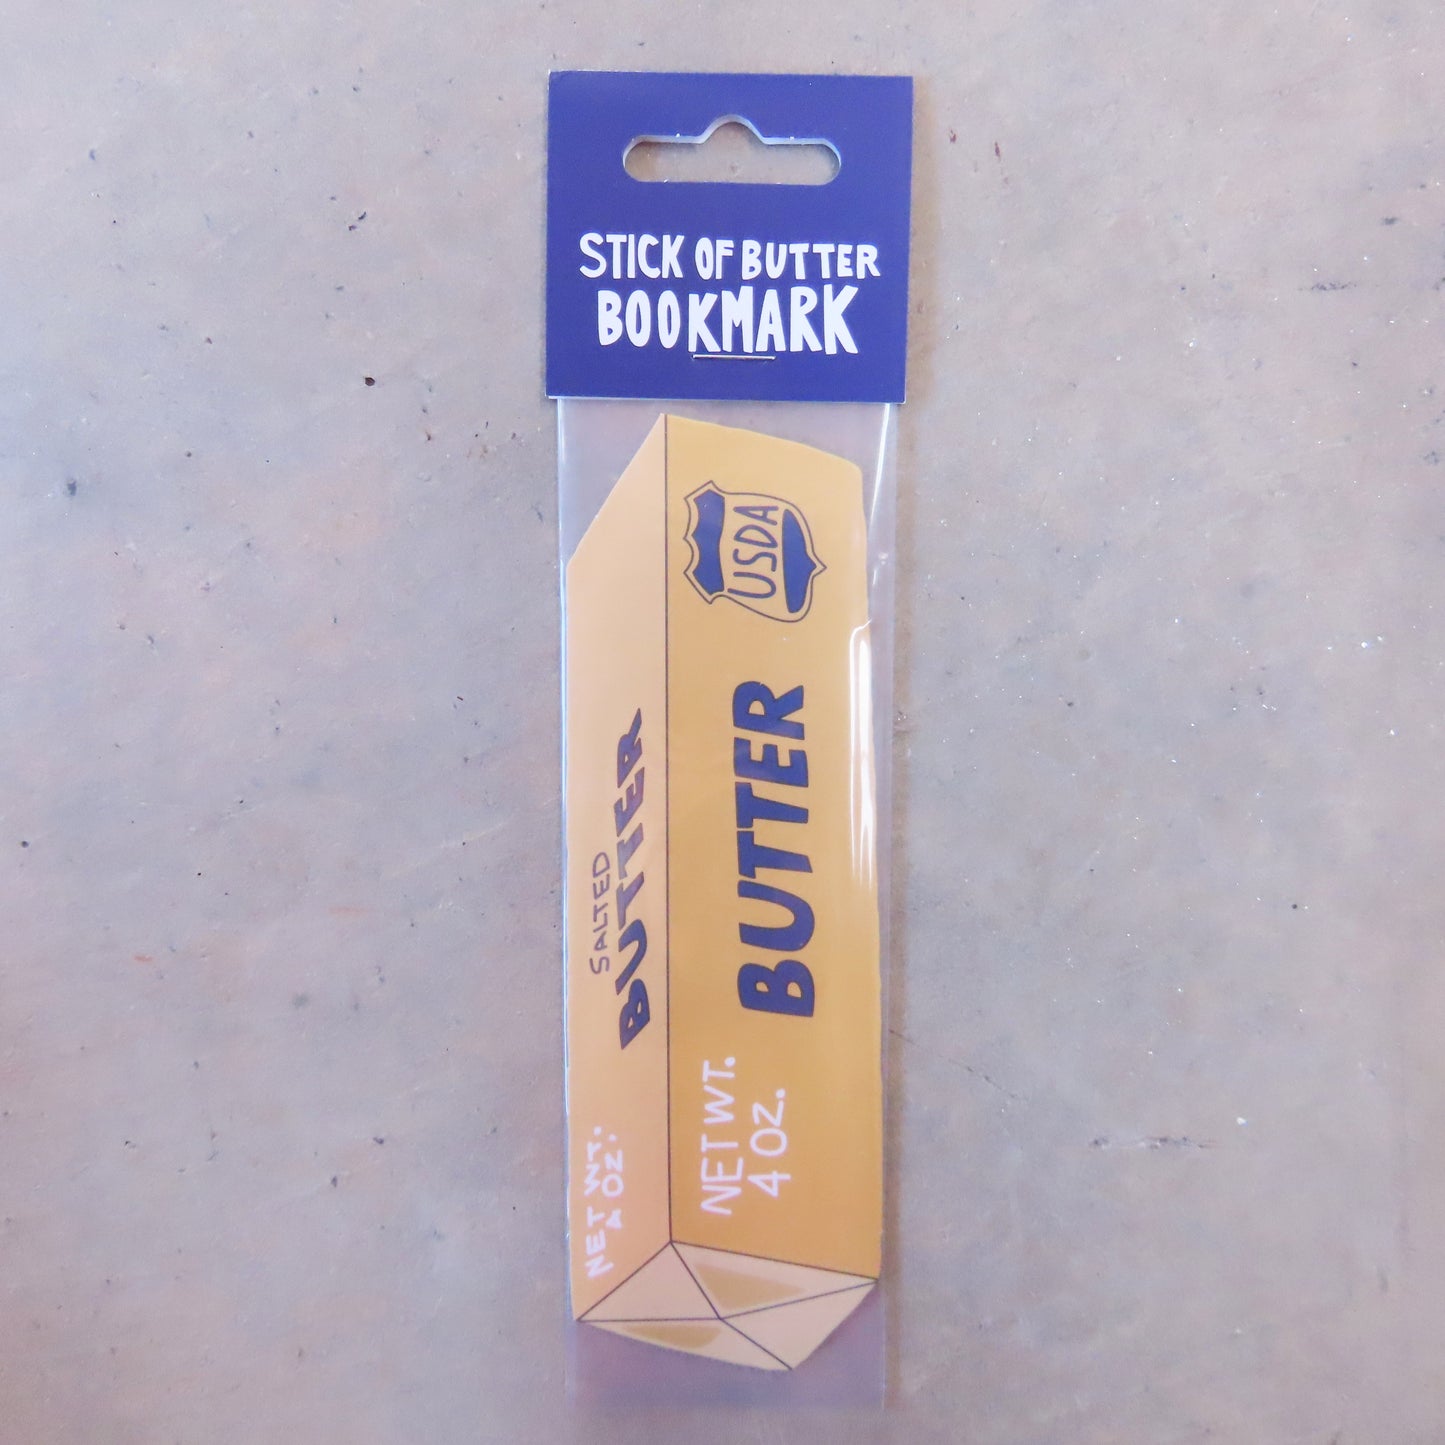 STICK OF BUTTER
BOOKMARK
USDA
BUTTER
NET WT.
4 OZ.
SALTED
BUTTER
NET WT.
4 OZ.